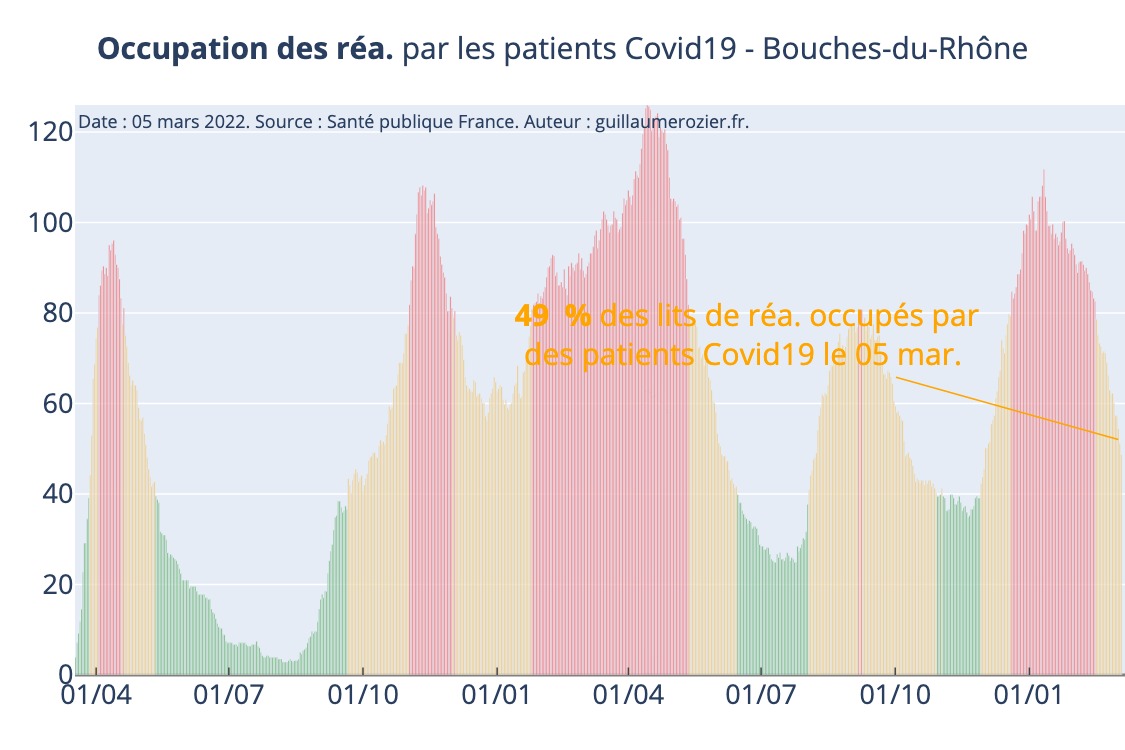 Occupation des réa. par les patients Covid19 - Bouches-du-Rhône
Date : 05 mars 2022. Source : Santé publique France. Auteur : guillaumerozier.fr.
120
100
80
60
40
20
0
49 % des lits de réa. occupés par
des patients Covid19 le 05 mar.
01/04 01/07 01/10 01/01 01/04 01/07 01/10 01/01